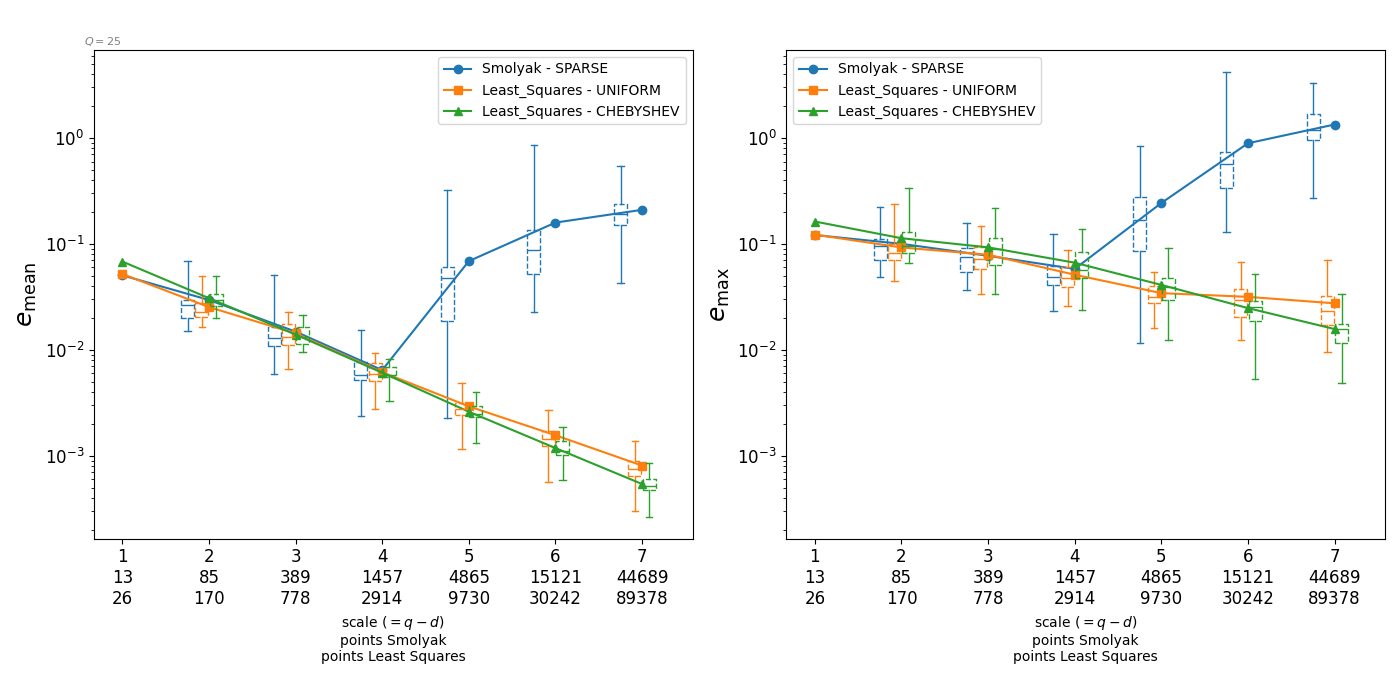 Q = 25
Smolyak - SPARSE
Least_Squares - UNIFORM
Least_Squares - CHEBYSHEV
10^0
10^-1
10^-2
10^-3
e_mean
1 2 3 4 5 6 7
13 85 389 1457 4865 15121 44689
26 170 778 2914 9730 30242 89378
scale (= q − d)
points Smolyak
points Least Squares
Smolyak - SPARSE
Least_Squares - UNIFORM
Least_Squares - CHEBYSHEV
10^0
10^-1
10^-2
10^-3
e_max
1 2 3 4 5 6 7
13 85 389 1457 4865 15121 44689
26 170 778 2914 9730 30242 89378
scale (= q − d)
points Smolyak
points Least Squares